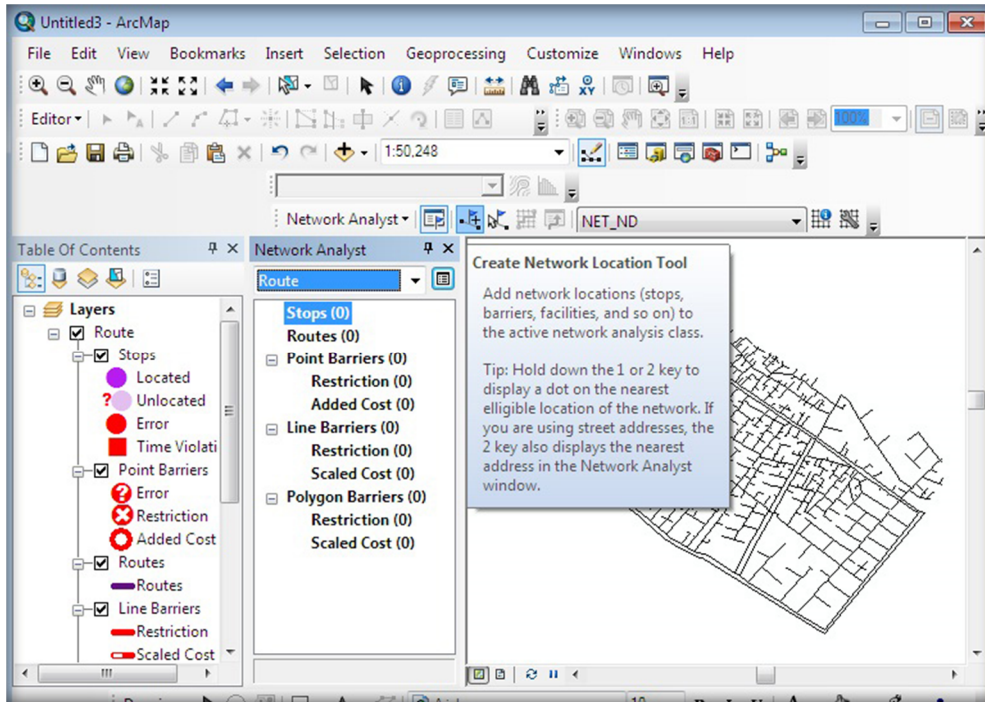 Untitled3 - ArcMap
File Edit View Bookmarks Insert Selection Geoprocessing Customize Windows Help
Editor
100%
1:50,248
Network Analyst
NET_ND
Table Of Contents
Layers
Route
Stops
Located
? Unlocated
Error
Time Violati
Point Barriers
? Error
Restriction
Added Cost
Routes
Routes
Line Barriers
Restriction
Scaled Cost
Network Analyst
Route
Stops (0)
Routes (0)
Point Barriers (0)
Restriction (0)
Added Cost (0)
Line Barriers (0)
Restriction (0)
Scaled Cost (0)
Polygon Barriers (0)
Restriction (0)
Scaled Cost (0)
Create Network Location Tool
Add network locations (stops,
barriers, facilities, and so on) to
the active network analysis class.
Tip: Hold down the 1 or 2 key to
display a dot on the nearest
elligible location of the network. If
you are using street addresses, the
2 key also displays the nearest
address in the Network Analyst
window.